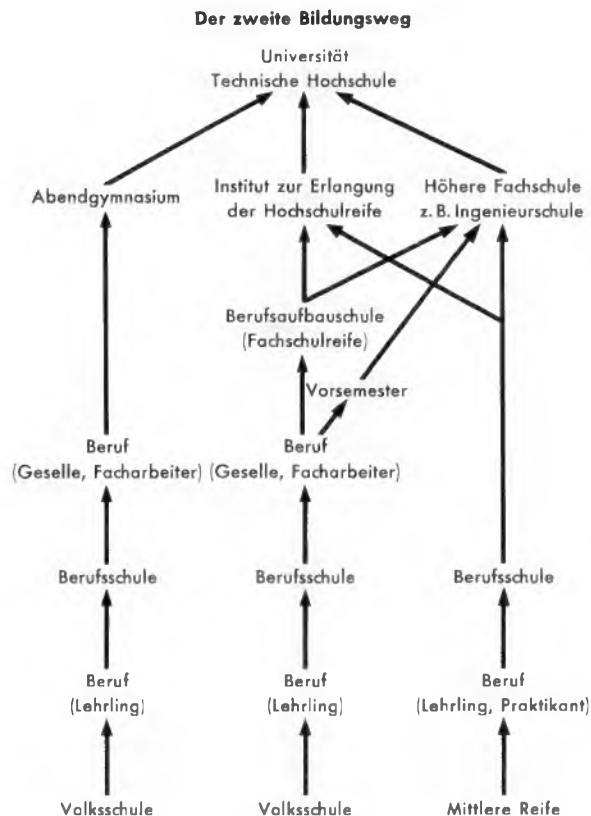 Der zweite Bildungsweg
Universität
Technische Hochschule
Abendgymnasium
Institut zur Erlangung
der Hochschulreife
Höhere Fachschule
z. B. Ingenieurschule
Berufsaufbauschule
(Fachschulreife)
Vorsemester
Beruf
(Geselle, Facharbeiter)
Beruf
(Geselle, Facharbeiter)
Berufsschule
Berufsschule
Berufsschule
Beruf
(Lehrling)
Beruf
(Lehrling)
Beruf
(Lehrling, Praktikant)
Volksschule
Volksschule
Mittlere Reife